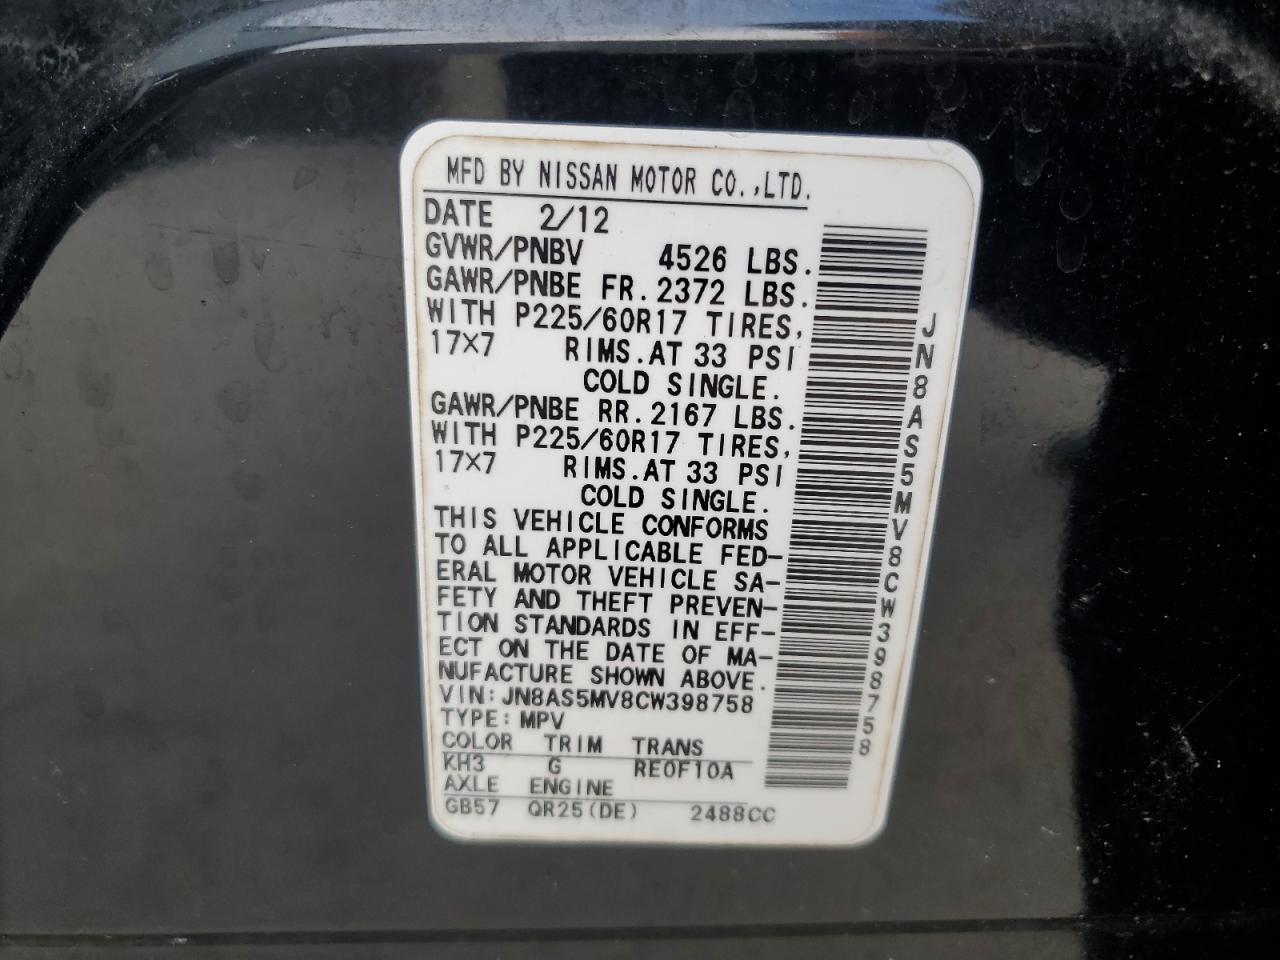 MFD BY NISSAN MOTOR CO.,LTD.
DATE 2/12
GVWR/PNBV 4526 LBS.
GAWR/PNBE FR.2372 LBS.
WITH P225/60R17 TIRES,
17×7 RIMS.AT 33 PSI
COLD SINGLE.
GAWR/PNBE RR.2167 LBS.
WITH P225/60R17 TIRES,
17×7 RIMS.AT 33 PSI
COLD SINGLE.
THIS VEHICLE CONFORMS
TO ALL APPLICABLE FED-
ERAL MOTOR VEHICLE SA-
FETY AND THEFT PREVEN-
TION STANDARDS IN EFF-
ECT ON THE DATE OF MA-
NUFACTURE SHOWN ABOVE.
VIN:JN8AS5MV8CW398758
TYPE:MPV
COLOR TRIM TRANS
KH3 G RE0F10A
AXLE ENGINE
GB57 QR25(DE) 2488CC
JN8AS5MV8CW398758